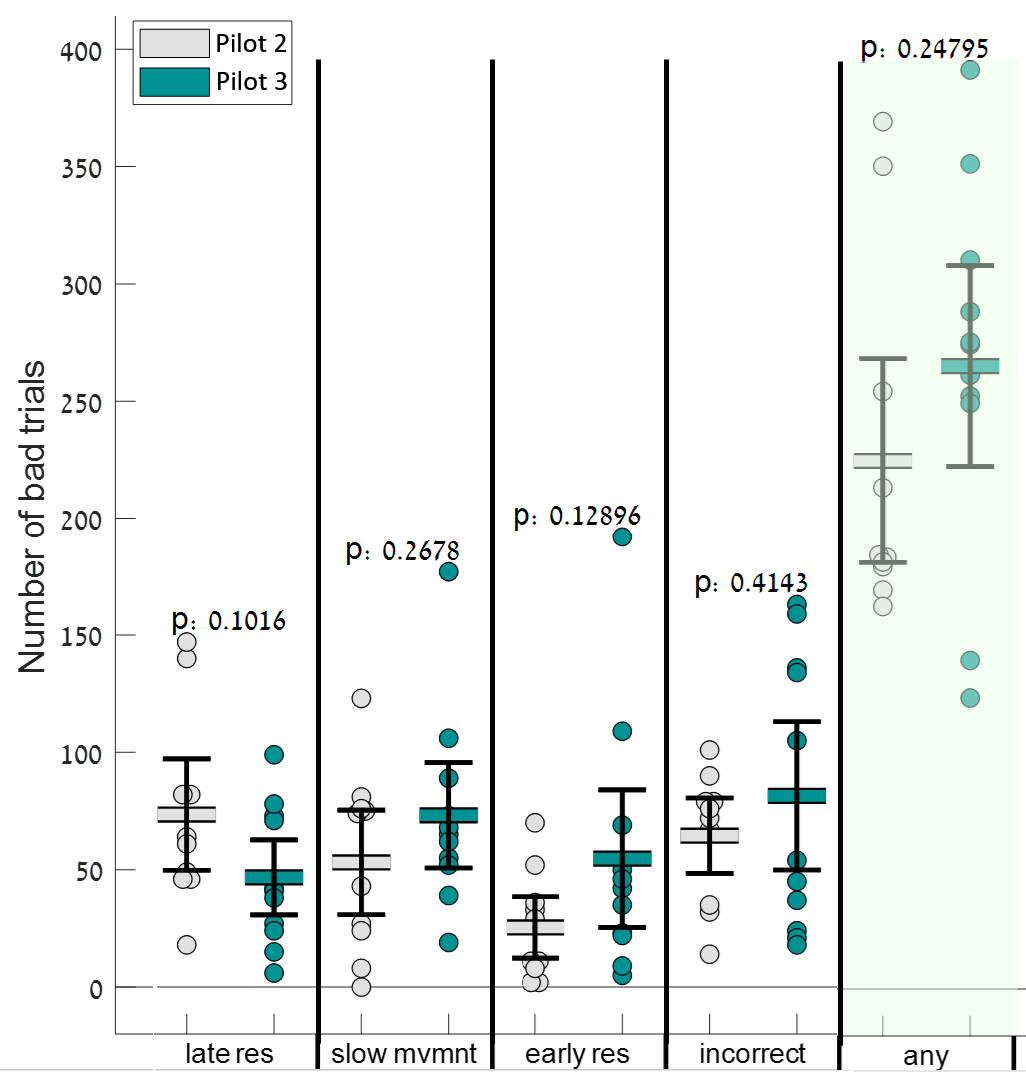 Pilot 2
Pilot 3
p: 0.24795
400
350
300
250
200
150
100
50
0
Number of bad trials
p: 0.12896
p: 0.2678
p: 0.4143
p: 0.1016
late res
slow mvmnt
early res
incorrect
any